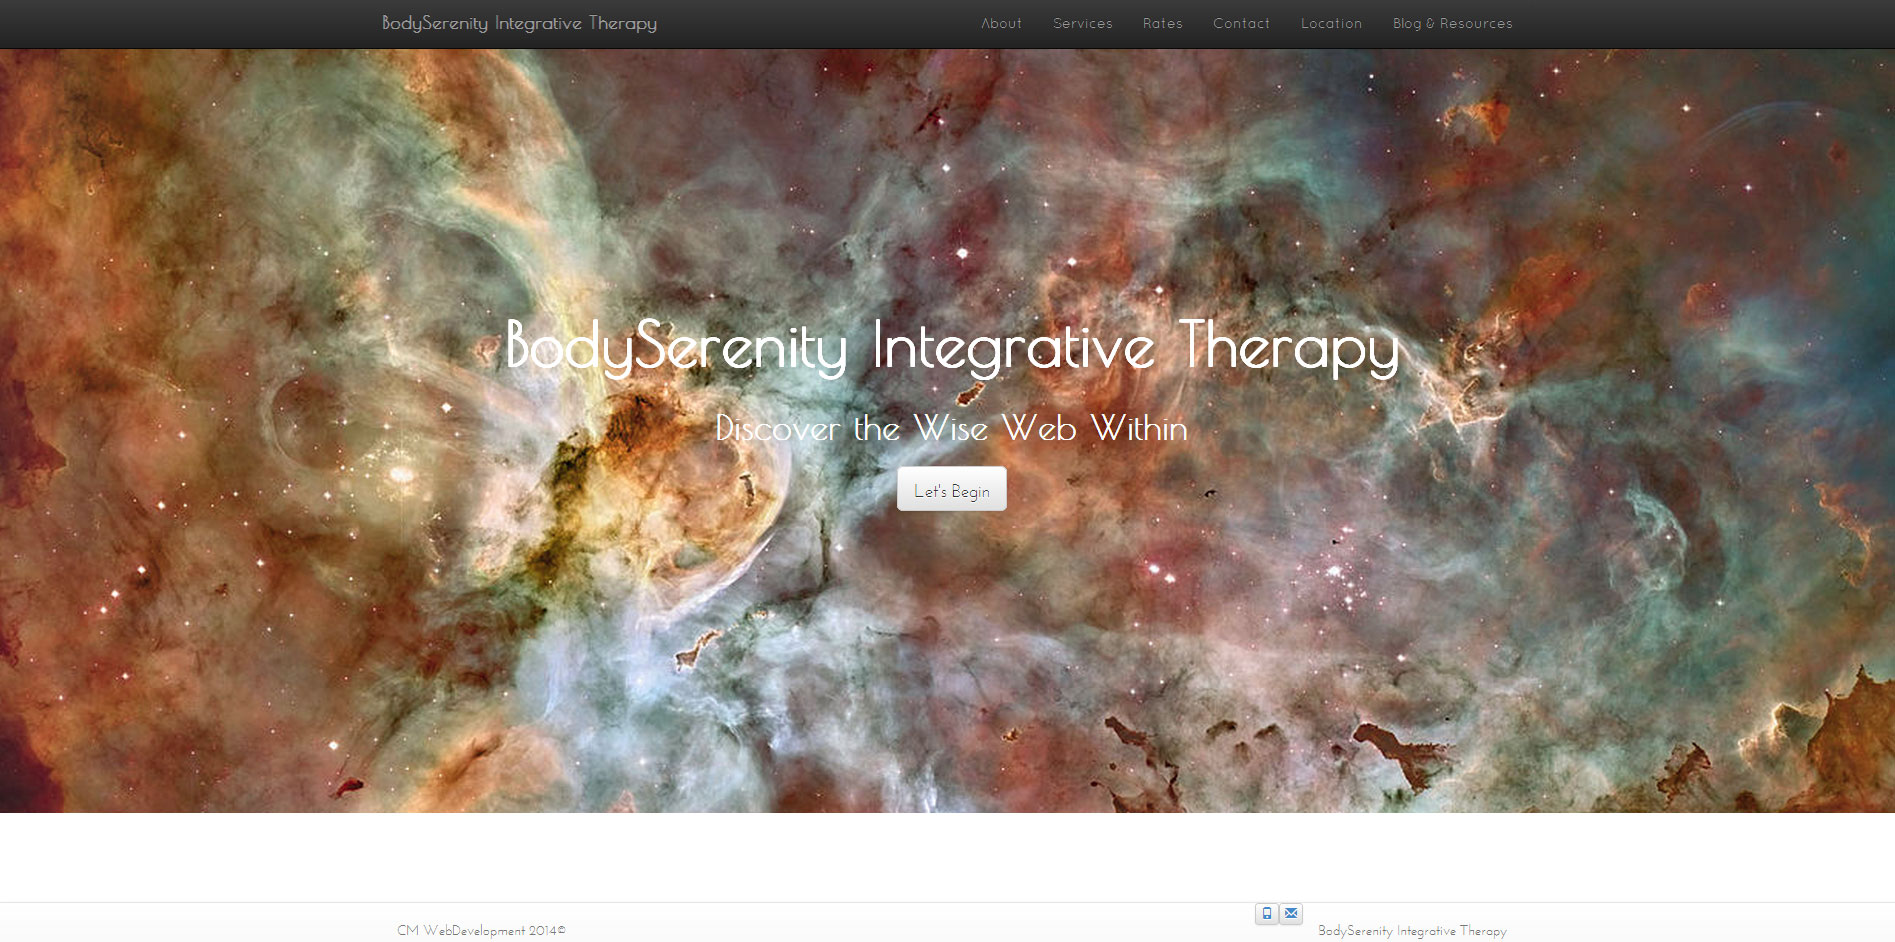 BodySerenity Integrative Therapy
About Services Rates Contact Location Blog & Resources
BodySerenity Integrative Therapy
Discover the Wise Web Within
Let's Begin
CM WebDevelopment 2014©
BodySerenity Integrative Therapy